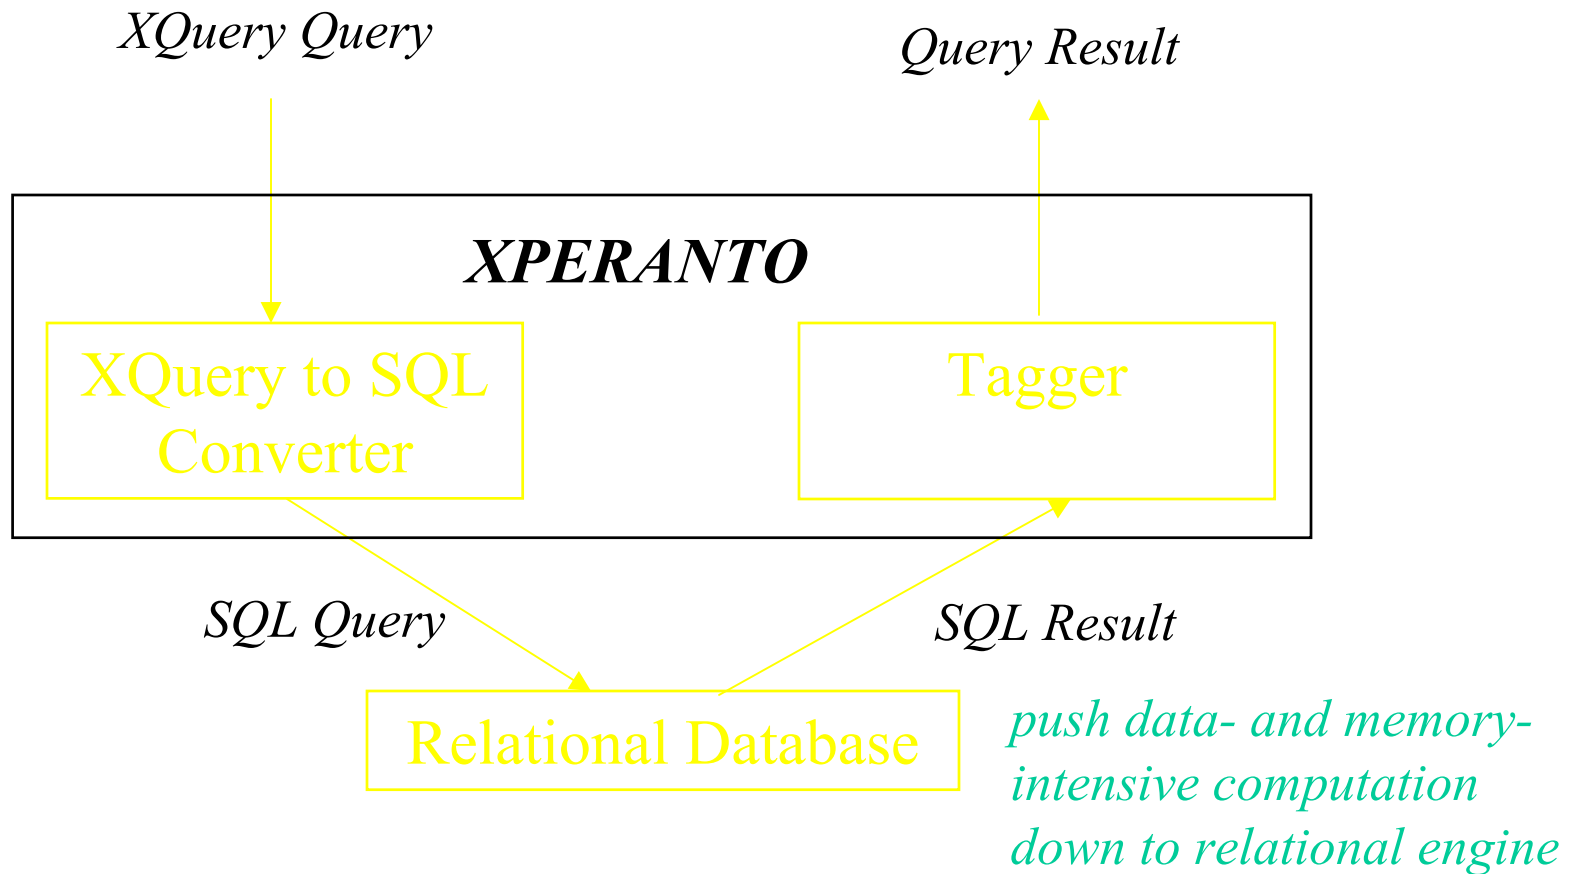 XQuery Query
Query Result
XPERANTO
XQuery to SQL
Converter
Tagger
SQL Query
SQL Result
Relational Database
push data- and memory-
intensive computation
down to relational engine